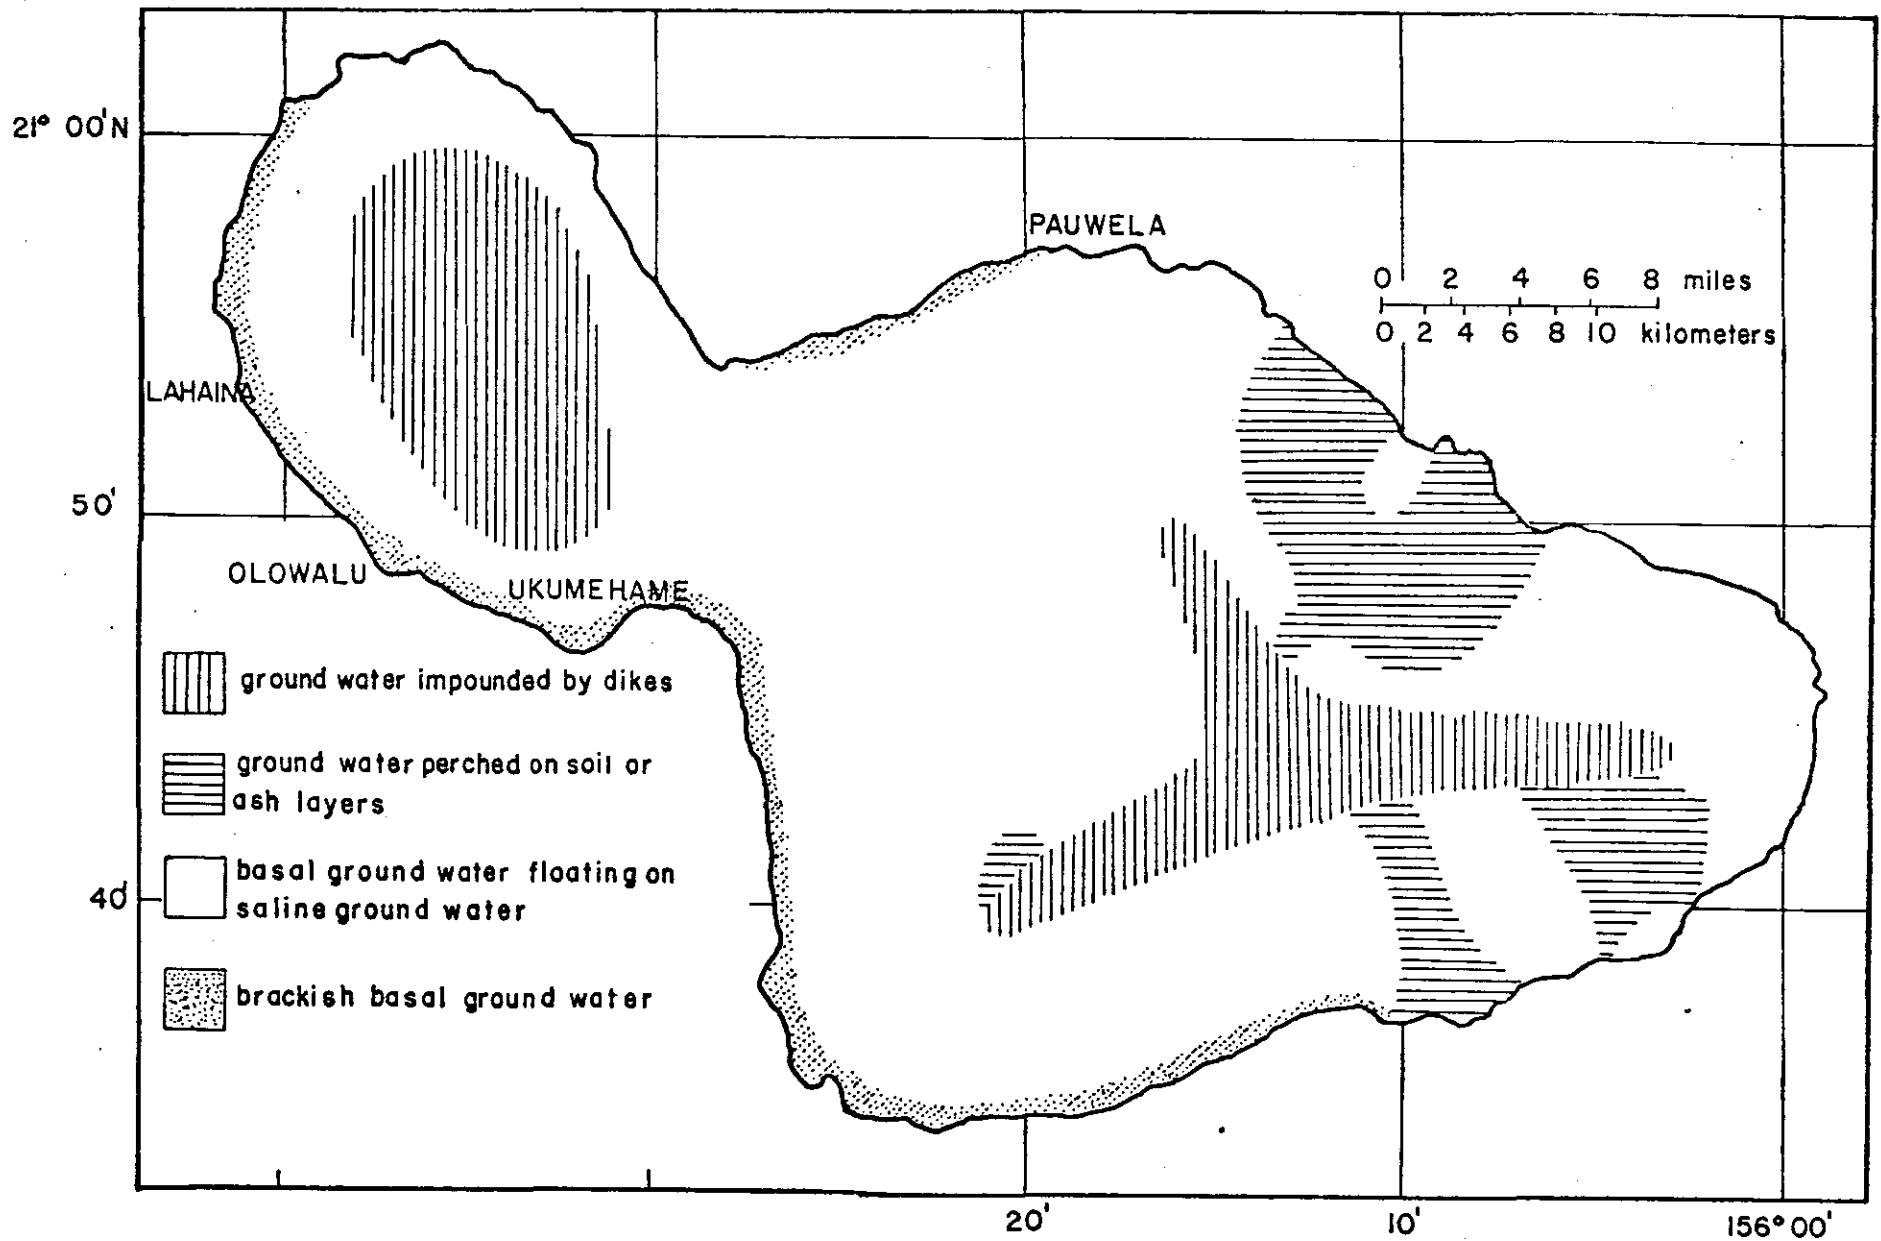 21° 00'N
PAUWELA
0 2 4 6 8 miles
0 2 4 6 8 10 kilometers
LAHAINA
50'
OLOWALU
UKUMEHAME
ground water impounded by dikes
ground water perched on soil or
ash layers
basal ground water floating on
saline ground water
40'
brackish basal ground water
20'
10'
156° 00'